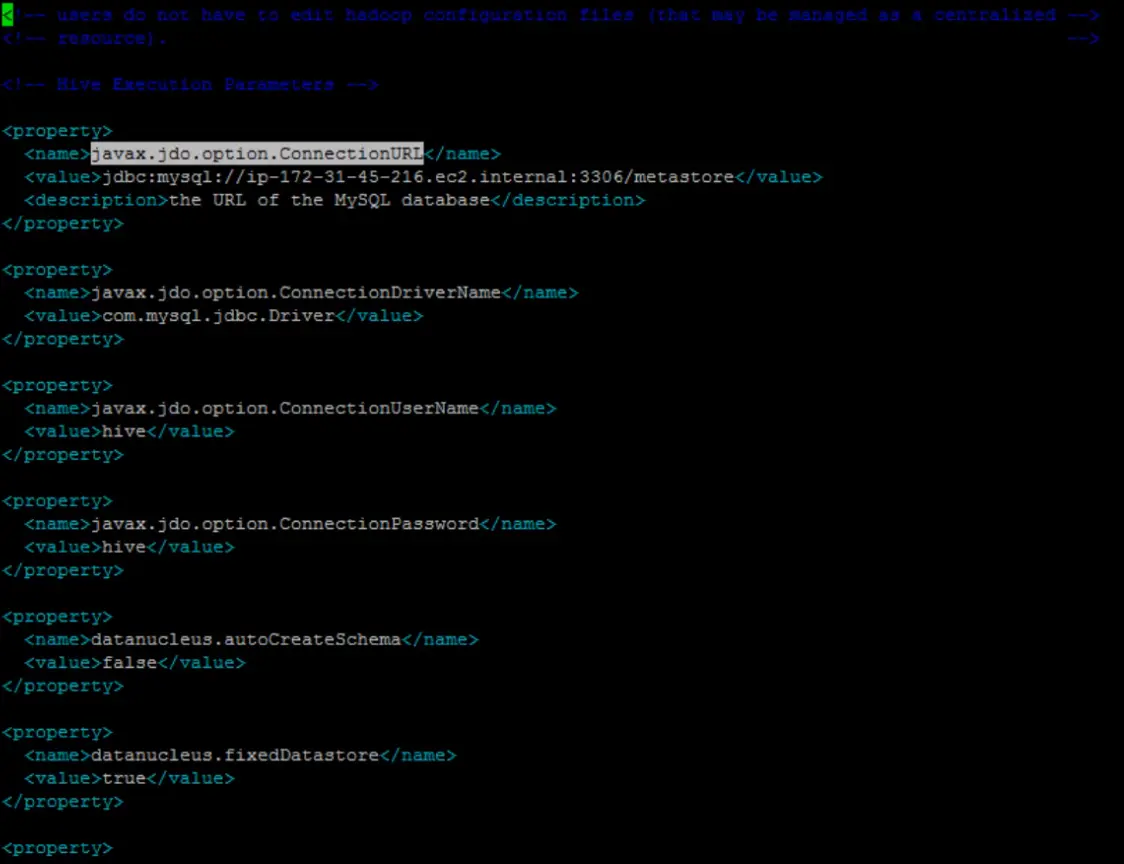 <!-- users do not have to edit hadoop configuration files (that may be managed as a centralized -->
<!-- resource). -->
<!-- Hive Execution Parameters -->
<property>
<name>javax.jdo.option.ConnectionURL</name>
<value>jdbc:mysql://ip-172-31-45-216.ec2.internal:3306/metastore</value>
<description>the URL of the MySQL database</description>
</property>
<property>
<name>javax.jdo.option.ConnectionDriverName</name>
<value>com.mysql.jdbc.Driver</value>
</property>
<property>
<name>javax.jdo.option.ConnectionUserName</name>
<value>hive</value>
</property>
<property>
<name>javax.jdo.option.ConnectionPassword</name>
<value>hive</value>
</property>
<property>
<name>datanucleus.autoCreateSchema</name>
<value>false</value>
</property>
<property>
<name>datanucleus.fixedDatastore</name>
<value>true</value>
</property>
<property>